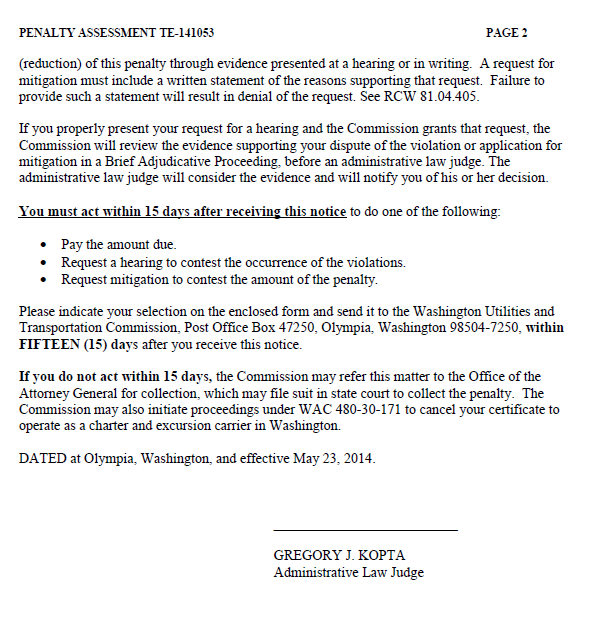 PENALTY ASSESSMENT TE-141053 PAGE 2
(reduction) of this penalty through evidence presented at a hearing or in writing. A request for
mitigation must include a written statement of the reasons supporting that request. Failure to
provide such a statement will result in denial of the request. See RCW 81.04.405.
If you properly present your request for a hearing and the Commission grants that request, the
Commission will review the evidence supporting your dispute of the violation or application for
mitigation in a Brief Adjudicative Proceeding, before an administrative law judge. The
administrative law judge will consider the evidence and will notify you of his or her decision.
You must act within 15 days after receiving this notice to do one of the following:
• Pay the amount due.
• Request a hearing to contest the occurrence of the violations.
• Request mitigation to contest the amount of the penalty.
Please indicate your selection on the enclosed form and send it to the Washington Utilities and
Transportation Commission, Post Office Box 47250, Olympia, Washington 98504-7250, within
FIFTEEN (15) days after you receive this notice.
If you do not act within 15 days, the Commission may refer this matter to the Office of the
Attorney General for collection, which may file suit in state court to collect the penalty. The
Commission may also initiate proceedings under WAC 480-30-171 to cancel your certificate to
operate as a charter and excursion carrier in Washington.
DATED at Olympia, Washington, and effective May 23, 2014.
GREGORY J. KOPTA
Administrative Law Judge